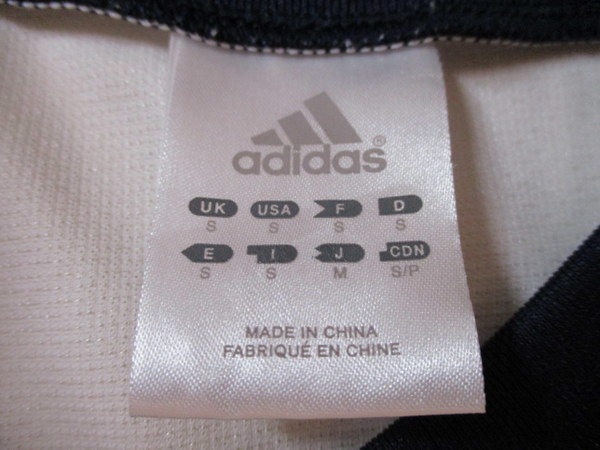 adidas®
UK USA F D
S S S S
E I J CDN
S S M S/P
MADE IN CHINA
FABRIQUÉ EN CHINE